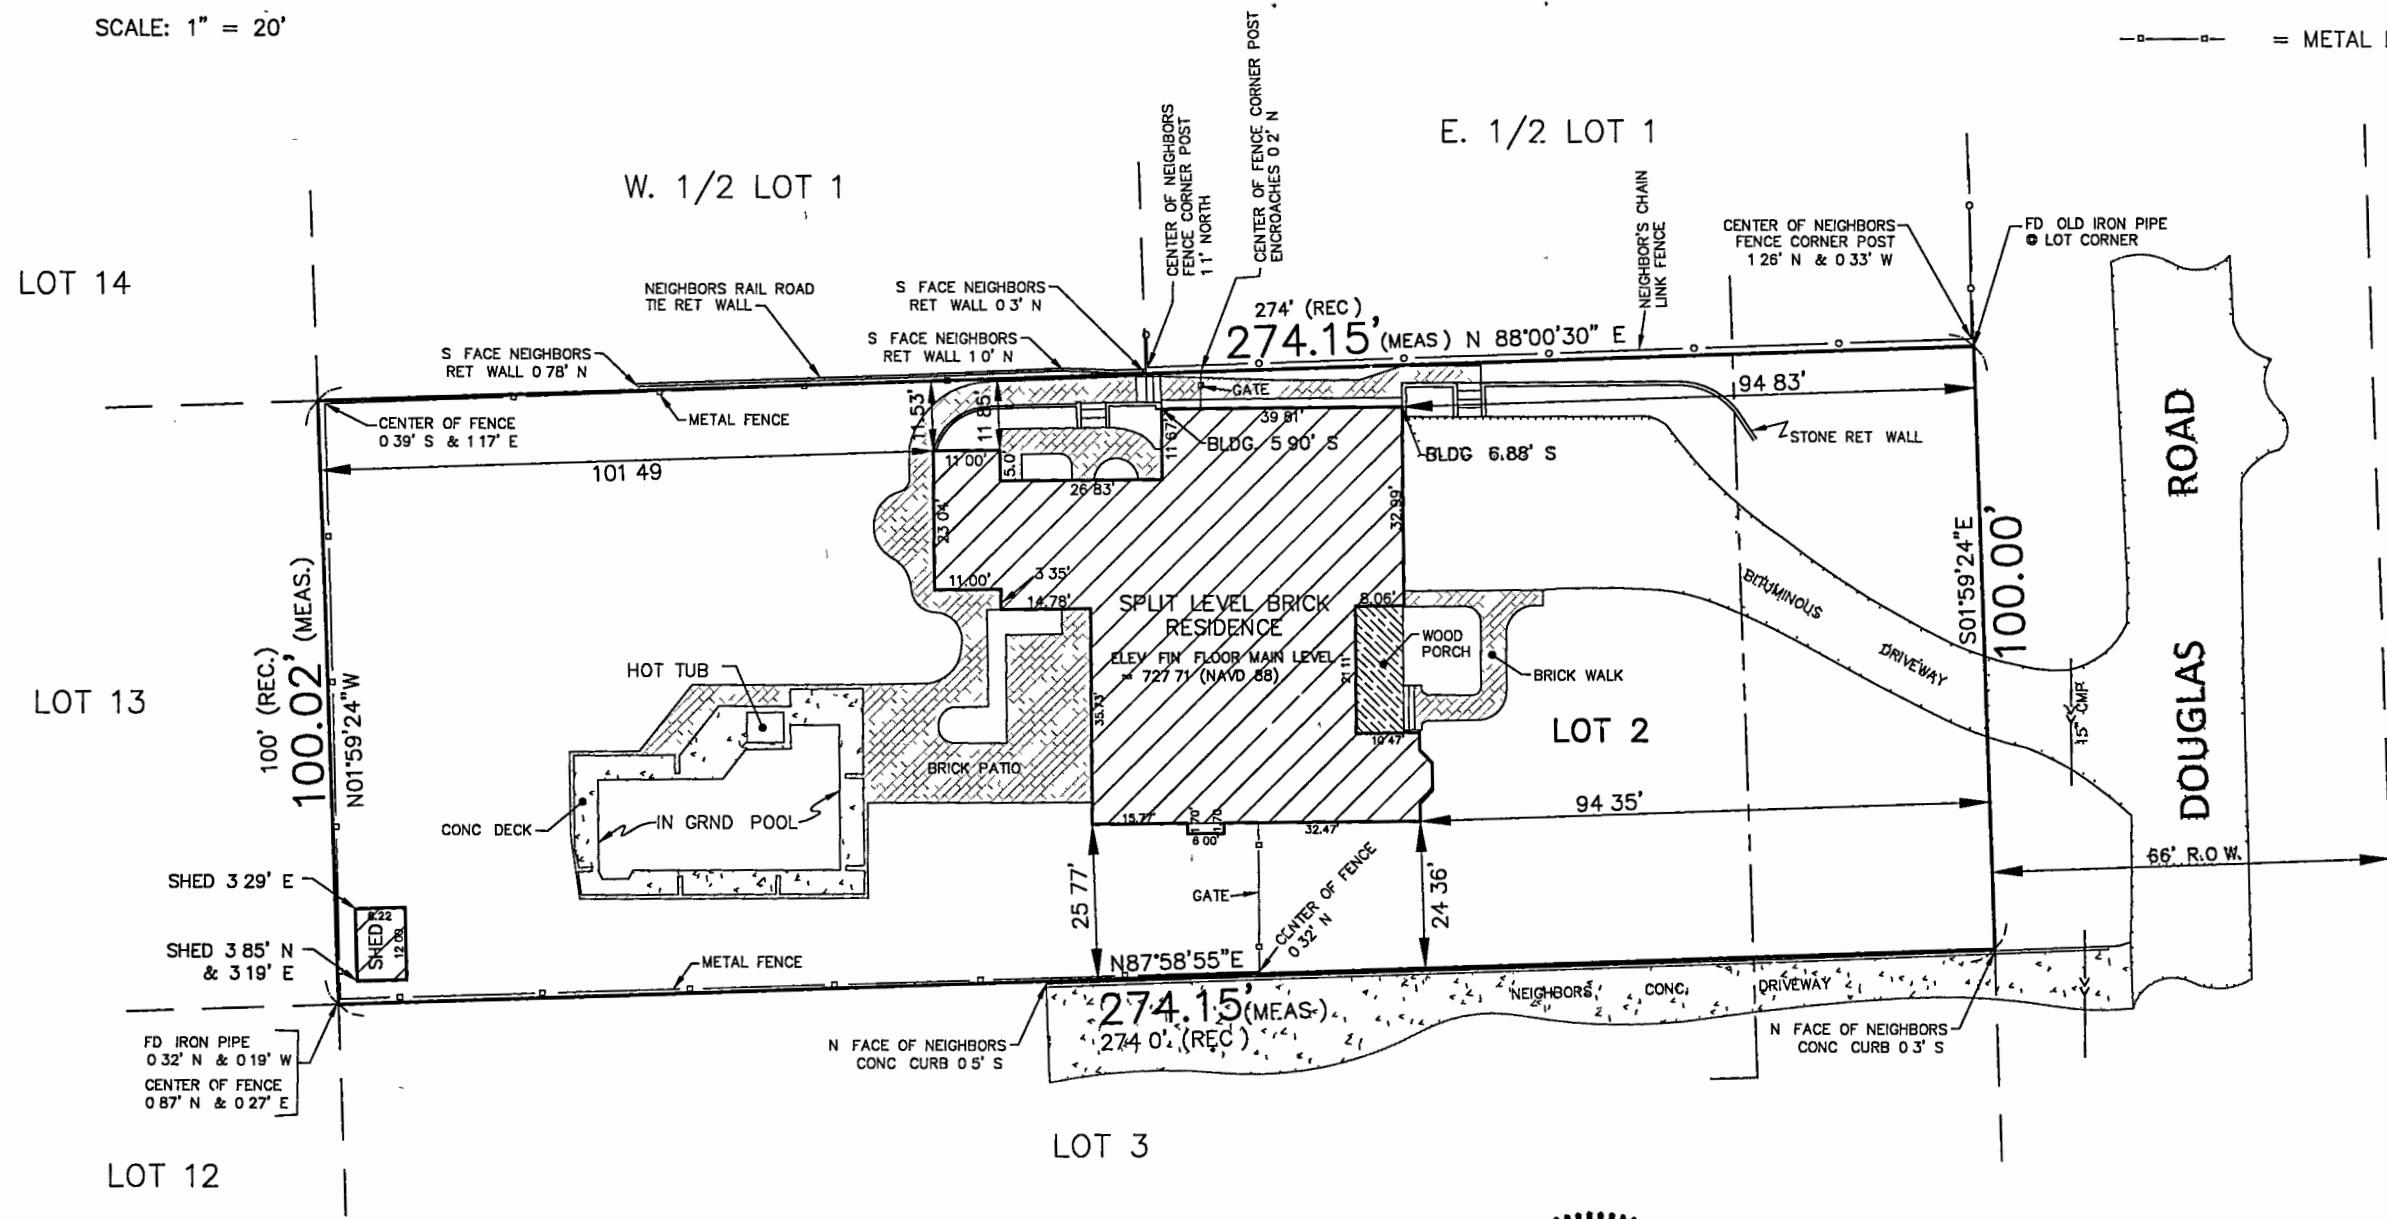 SCALE: 1" = 20'
= METAL
E. 1/2 LOT 1
W. 1/2 LOT 1
LOT 14
CENTER OF NEIGHBORS
FENCE CORNER POST
1 1' NORTH
CENTER OF FENCE CORNER POST
ENCROACHES 0 2' N
NEIGHBOR'S CHAIN
LINK FENCE
CENTER OF NEIGHBORS
FENCE CORNER POST
1 26' N & 0 33' W
FD OLD IRON PIPE
@ LOT CORNER
NEIGHBORS RAIL ROAD
TIE RET WALL
S FACE NEIGHBORS
RET WALL 0 3' N
S FACE NEIGHBORS
RET WALL 1 0' N
S FACE NEIGHBORS
RET WALL 0 78' N
274' (REC )
274.15' (MEAS ) N 88°00'30" E
CENTER OF FENCE
0 39' S & 1 17' E
METAL FENCE
11.53'
11 85'
GATE
39 81'
94 83'
BLDG. 5 90' S
BLDG 6.88' S
STONE RET WALL
101 49
11 00'
5.0'
11 67'
26 83'
23 04'
32.99'
11.00'
3 35'
14.78'
8.06'
SPLIT LEVEL BRICK
RESIDENCE
ELEV FIN FLOOR MAIN LEVEL
= 727 71 (NAVD 88)
21 11'
WOOD
PORCH
BRICK WALK
BITUMINOUS
DRIVEWAY
S01°59'24"E
100.00'
DOUGLAS ROAD
15" CMP
100' (REC.)
100.02' (MEAS.)
N01°59'24"W
LOT 13
HOT TUB
35.73'
10 47'
LOT 2
BRICK PATIO
CONC DECK
IN GRND POOL
15.77'
1 70'
1.70'
6 00'
32.47'
94 35'
66' R.O W.
SHED 3 29' E
8.22
SHED
12 00
SHED 3 85' N
& 3 19' E
25 77'
GATE
CENTER OF FENCE
0 32' N
24 36'
METAL FENCE
N87°58'55"E
274.15' (MEAS )
274 0' (REC )
NEIGHBORS CONC. DRIVEWAY
FD IRON PIPE
0 32' N & 0 19' W
CENTER OF FENCE
0 87' N & 0 27' E
N FACE OF NEIGHBORS
CONC CURB 0 5' S
N FACE OF NEIGHBORS
CONC CURB 0 3' S
LOT 3
LOT 12